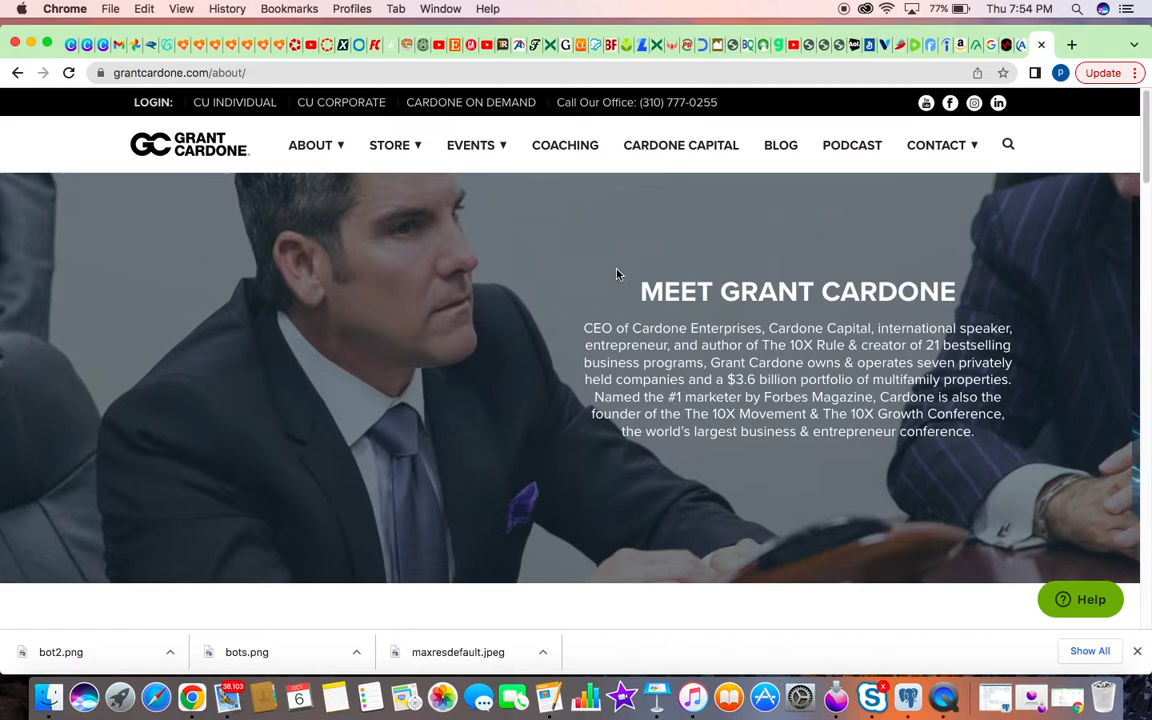 Chrome File Edit View History Bookmarks Profiles Tab Window Help 77% Thu 7:54 PM
grantcardone.com/about/ Update
LOGIN: CU INDIVIDUAL CU CORPORATE CARDONE ON DEMAND Call Our Office: (310) 777-0255
GC GRANT CARDONE. ABOUT ▼ STORE ▼ EVENTS ▼ COACHING CARDONE CAPITAL BLOG PODCAST CONTACT ▼
MEET GRANT CARDONE
CEO of Cardone Enterprises, Cardone Capital, international speaker,
entrepreneur, and author of The 10X Rule & creator of 21 bestselling
business programs, Grant Cardone owns & operates seven privately
held companies and a $3.6 billion portfolio of multifamily properties.
Named the #1 marketer by Forbes Magazine, Cardone is also the
founder of the The 10X Movement & The 10X Growth Conference,
the world's largest business & entrepreneur conference.
Help
bot2.png bots.png maxresdefault.jpeg Show All
38,103 OCT 6